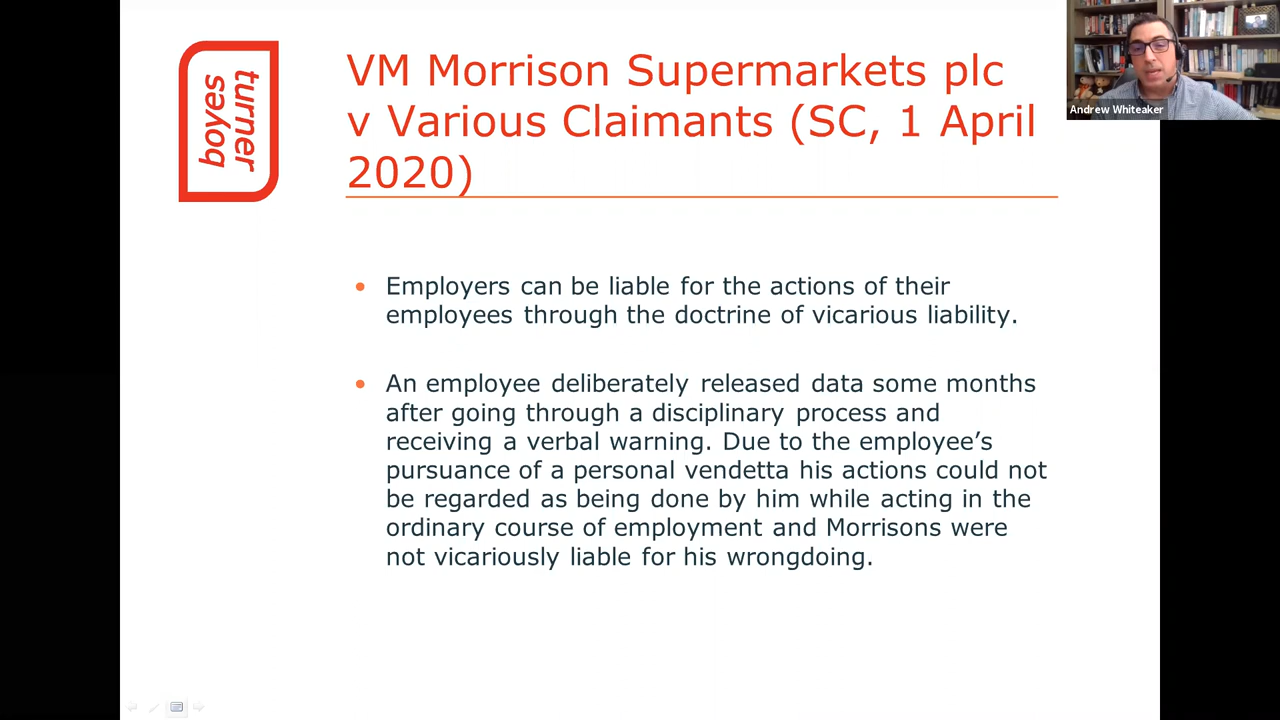 boyes
turner
VM Morrison Supermarkets plc
v Various Claimants (SC, 1 April
2020)
Andrew Whiteaker
• Employers can be liable for the actions of their
employees through the doctrine of vicarious liability.
• An employee deliberately released data some months
after going through a disciplinary process and
receiving a verbal warning. Due to the employee’s
pursuance of a personal vendetta his actions could not
be regarded as being done by him while acting in the
ordinary course of employment and Morrisons were
not vicariously liable for his wrongdoing.